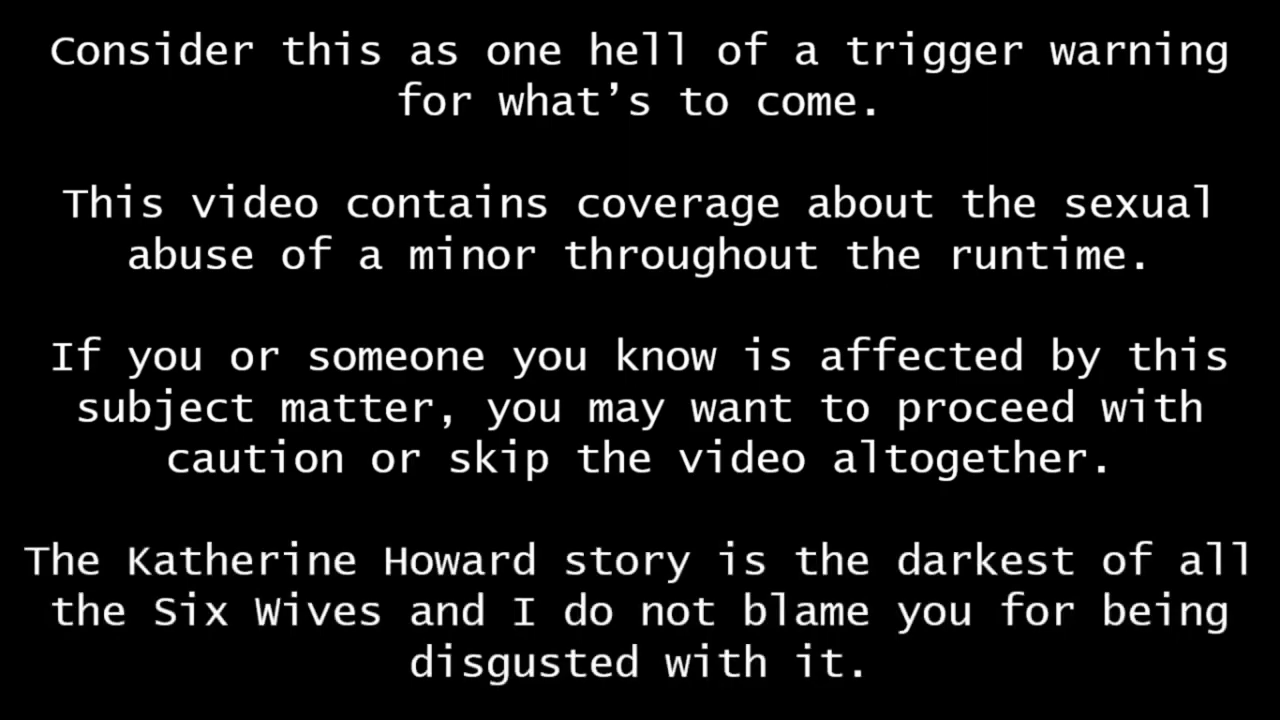 Consider this as one hell of a trigger warning
for what’s to come.
This video contains coverage about the sexual
abuse of a minor throughout the runtime.
If you or someone you know is affected by this
subject matter, you may want to proceed with
caution or skip the video altogether.
The Katherine Howard story is the darkest of all
the Six Wives and I do not blame you for being
disgusted with it.